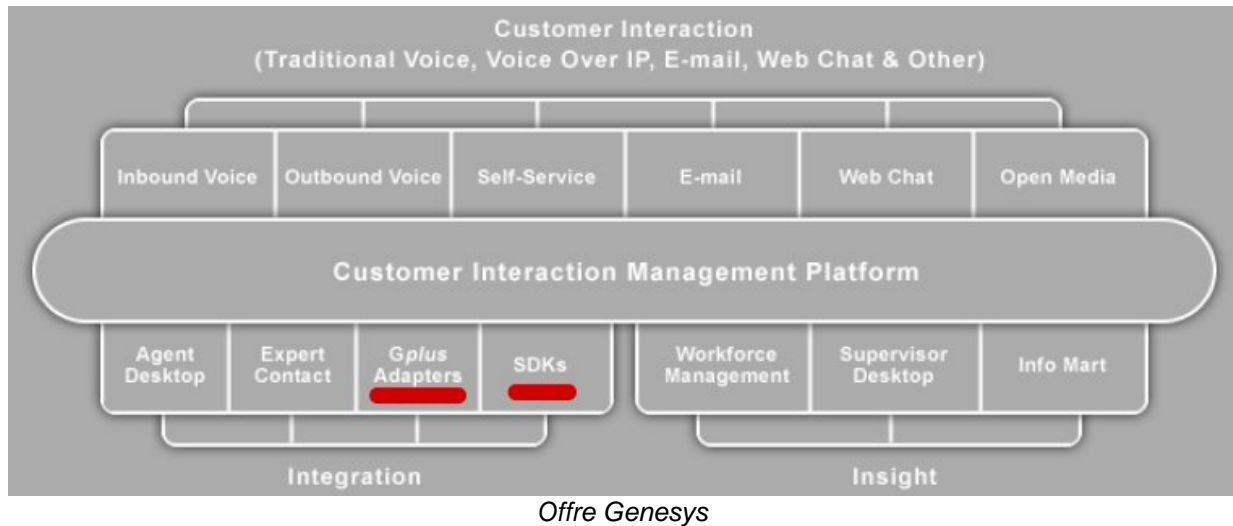 Customer Interaction
(Traditional Voice, Voice Over IP, E-mail, Web Chat & Other)
Inbound Voice
Outbound Voice
Self-Service
E-mail
Web Chat
Open Media
Customer Interaction Management Platform
Agent
Desktop
Expert
Contact
Gplus
Adapters
SDKs
Workforce
Management
Supervisor
Desktop
Info Mart
Integration
Insight
Offre Genesys